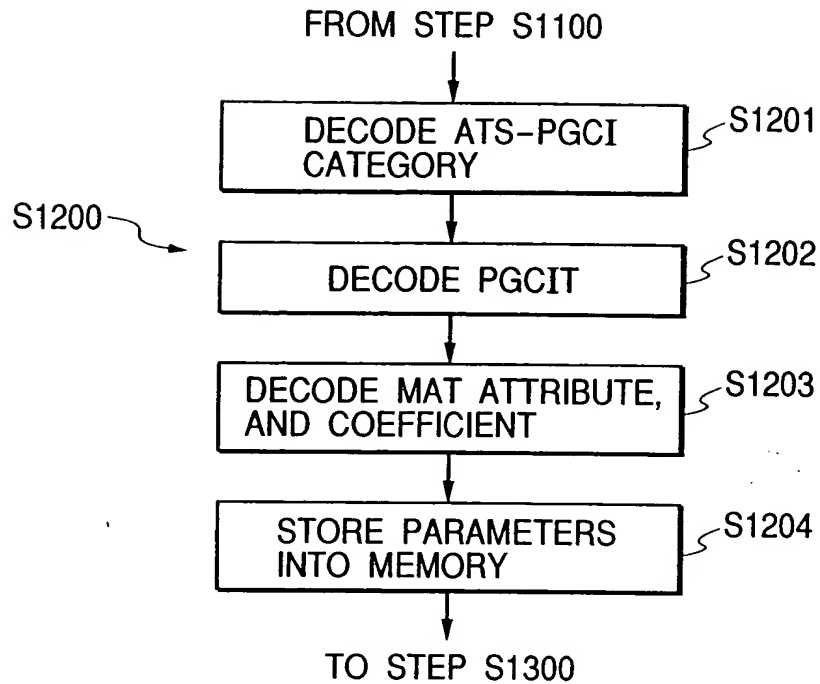 FROM STEP S1100
DECODE ATS-PGCI
CATEGORY
S1201
S1200
DECODE PGCIT
S1202
DECODE MAT ATTRIBUTE,
AND COEFFICIENT
S1203
STORE PARAMETERS
INTO MEMORY
S1204
TO STEP S1300